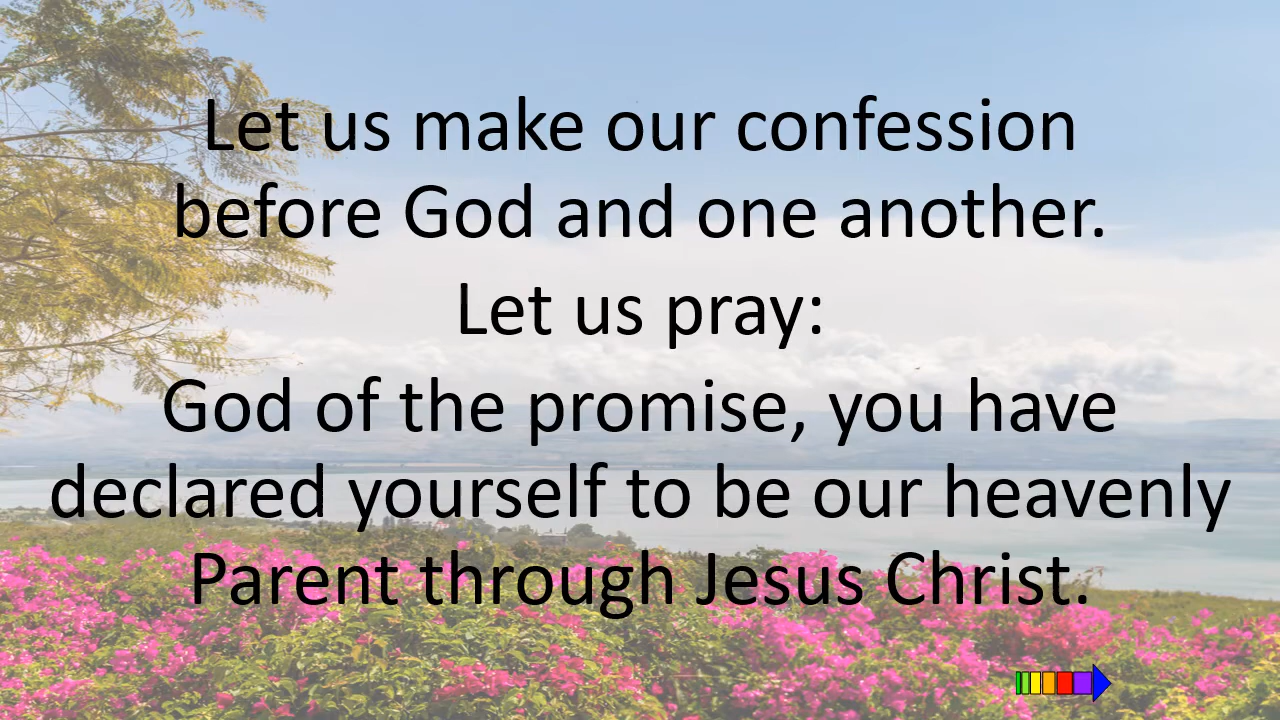 Let us make our confession
before God and one another.
Let us pray:
God of the promise, you have
declared yourself to be our heavenly
Parent through Jesus Christ.